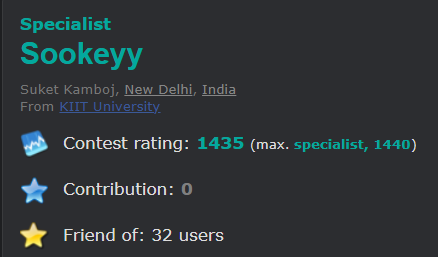 Specialist
Sookeyy
Suket Kamboj, New Delhi, India
From KIIT University
Contest rating: 1435 (max. specialist, 1440)
Contribution: 0
Friend of: 32 users